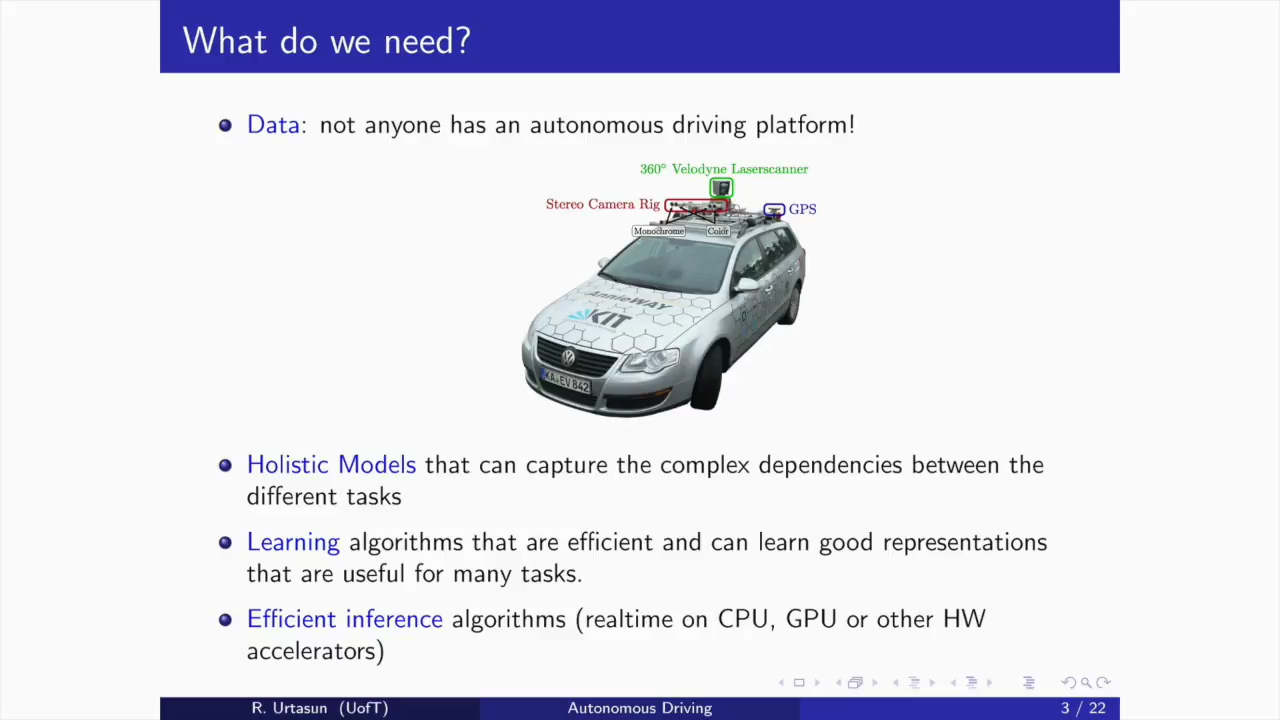 What do we need?
Data: not anyone has an autonomous driving platform!
360° Velodyne Laserscanner
Stereo Camera Rig
GPS
Monochrome
Color
AnnieWAY
KIT
KA EV 842
Holistic Models that can capture the complex dependencies between the
different tasks
Learning algorithms that are efficient and can learn good representations
that are useful for many tasks.
Efficient inference algorithms (realtime on CPU, GPU or other HW
accelerators)
R. Urtasun (UofT)
Autonomous Driving
3 / 22